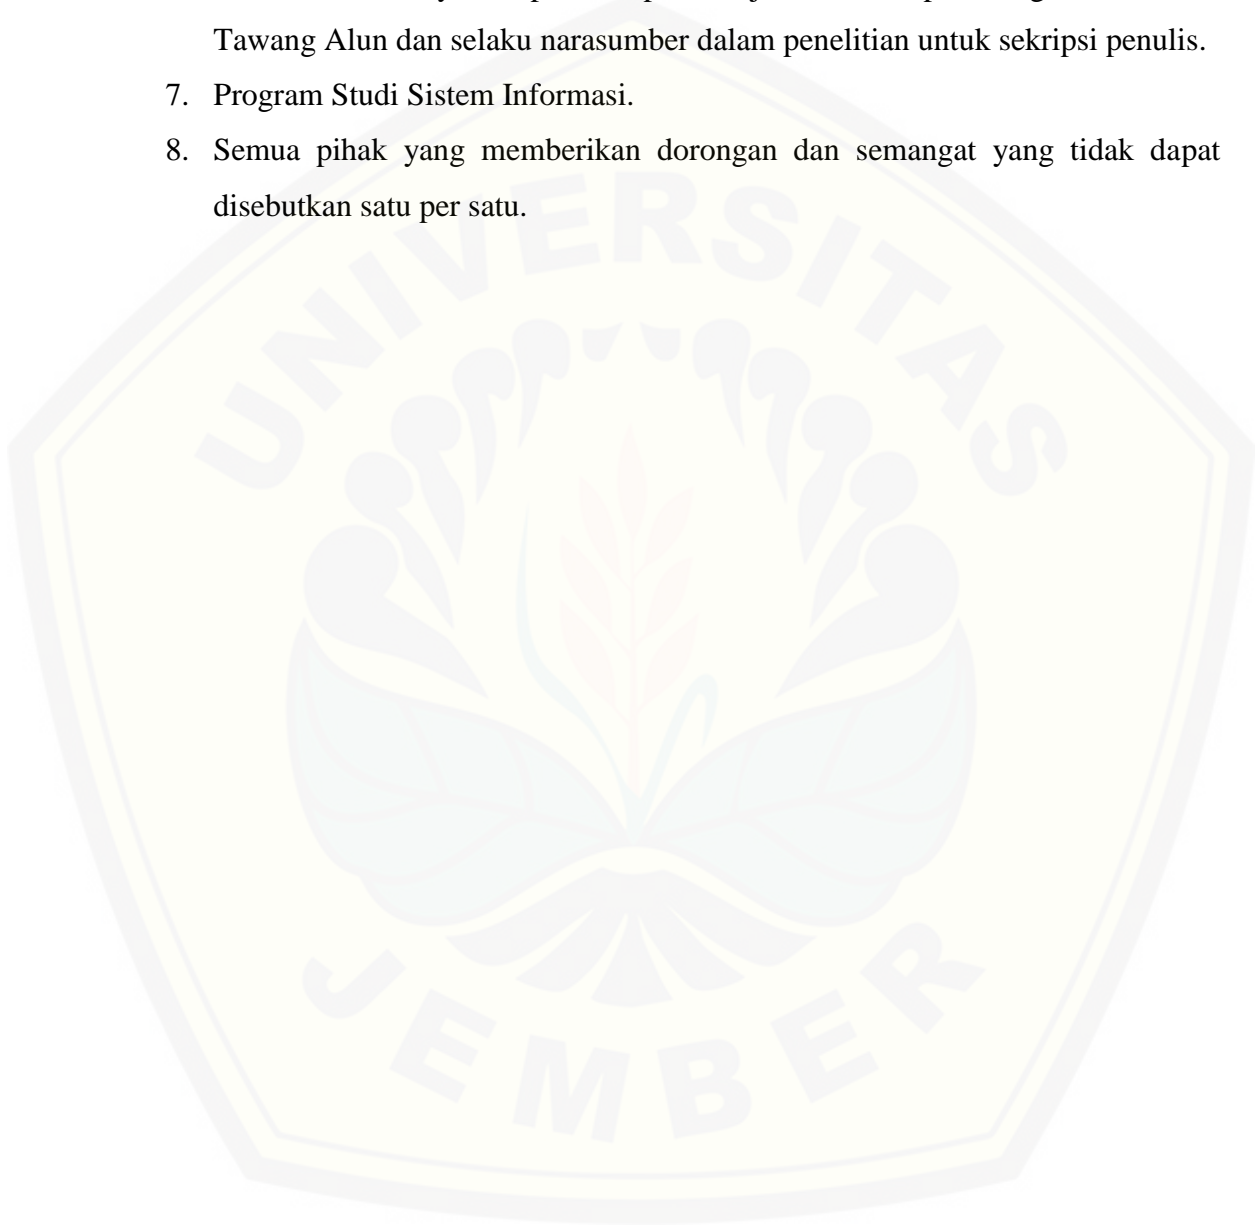 Tawang Alun dan selaku narasumber dalam penelitian untuk sekripsi penulis.
7. Program Studi Sistem Informasi.
8. Semua pihak yang memberikan dorongan dan semangat yang tidak dapat
disebutkan satu per satu.
UNIVERSITAS
JEMBER